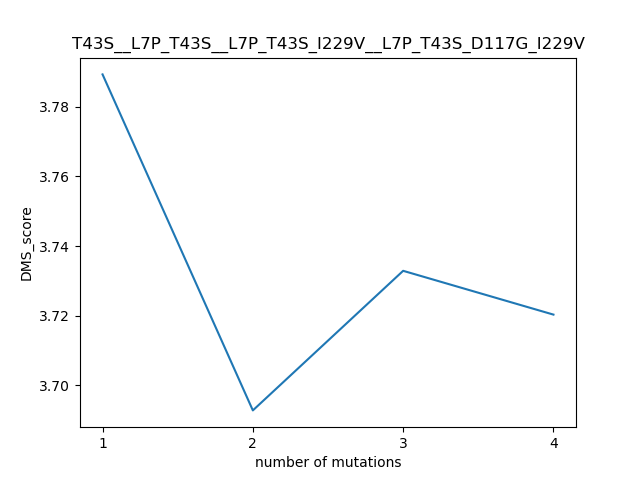 T43S__L7P_T43S__L7P_T43S_I229V__L7P_T43S_D117G_I229V
3.78
3.76
3.74
3.72
3.70
DMS_score
1 2 3 4
number of mutations